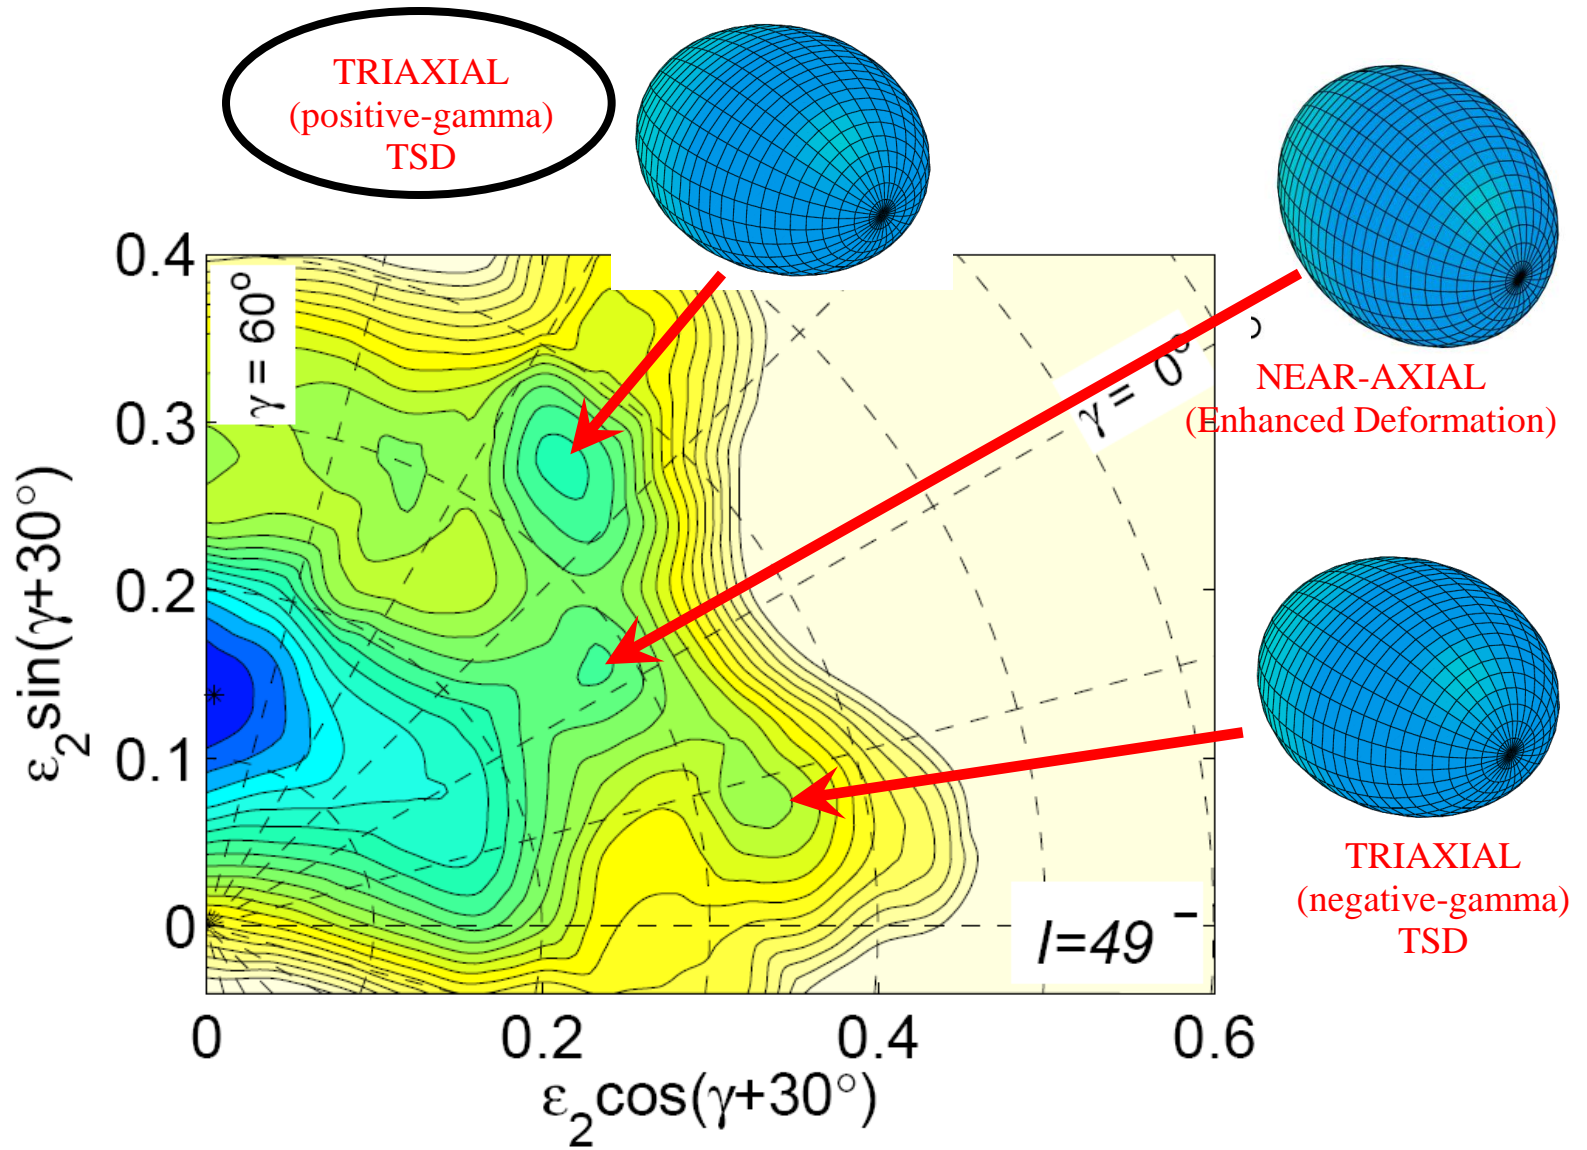 TRIAXIAL
(positive-gamma)
TSD
NEAR-AXIAL
(Enhanced Deformation)
TRIAXIAL
(negative-gamma)
TSD
γ = 60°
γ = 0°
I=49⁻
0.4
0.3
0.2
0.1
0
ε₂sin(γ+30°)
0
0.2
0.4
0.6
ε₂cos(γ+30°)